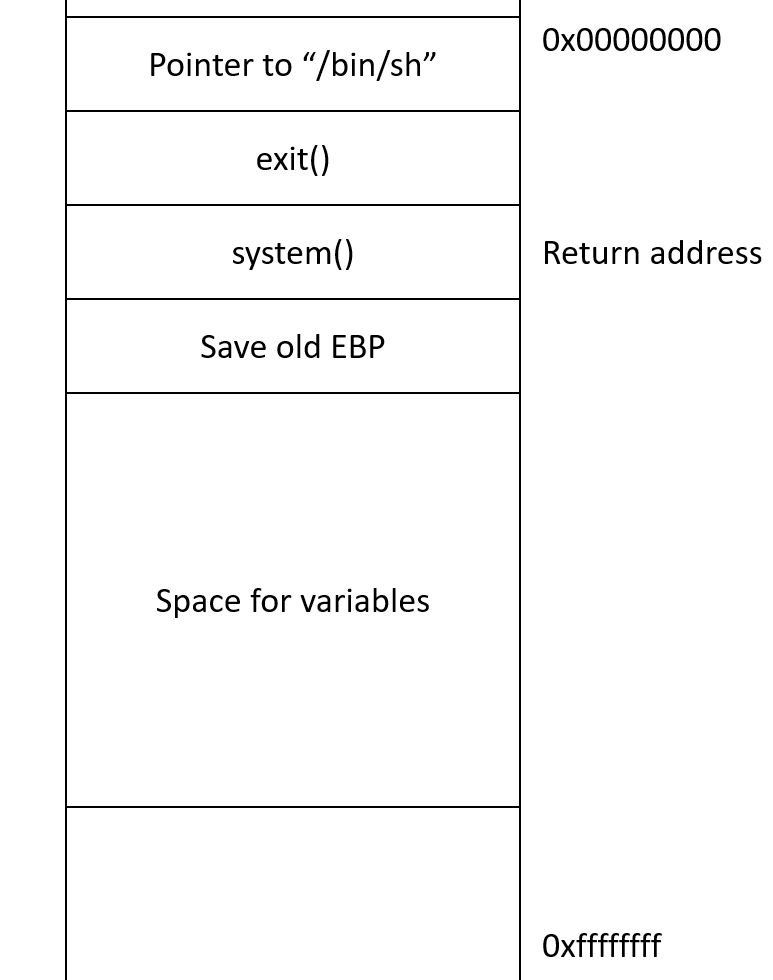 0x00000000
Pointer to “/bin/sh”
exit()
system()
Return address
Save old EBP
Space for variables
0xffffffff